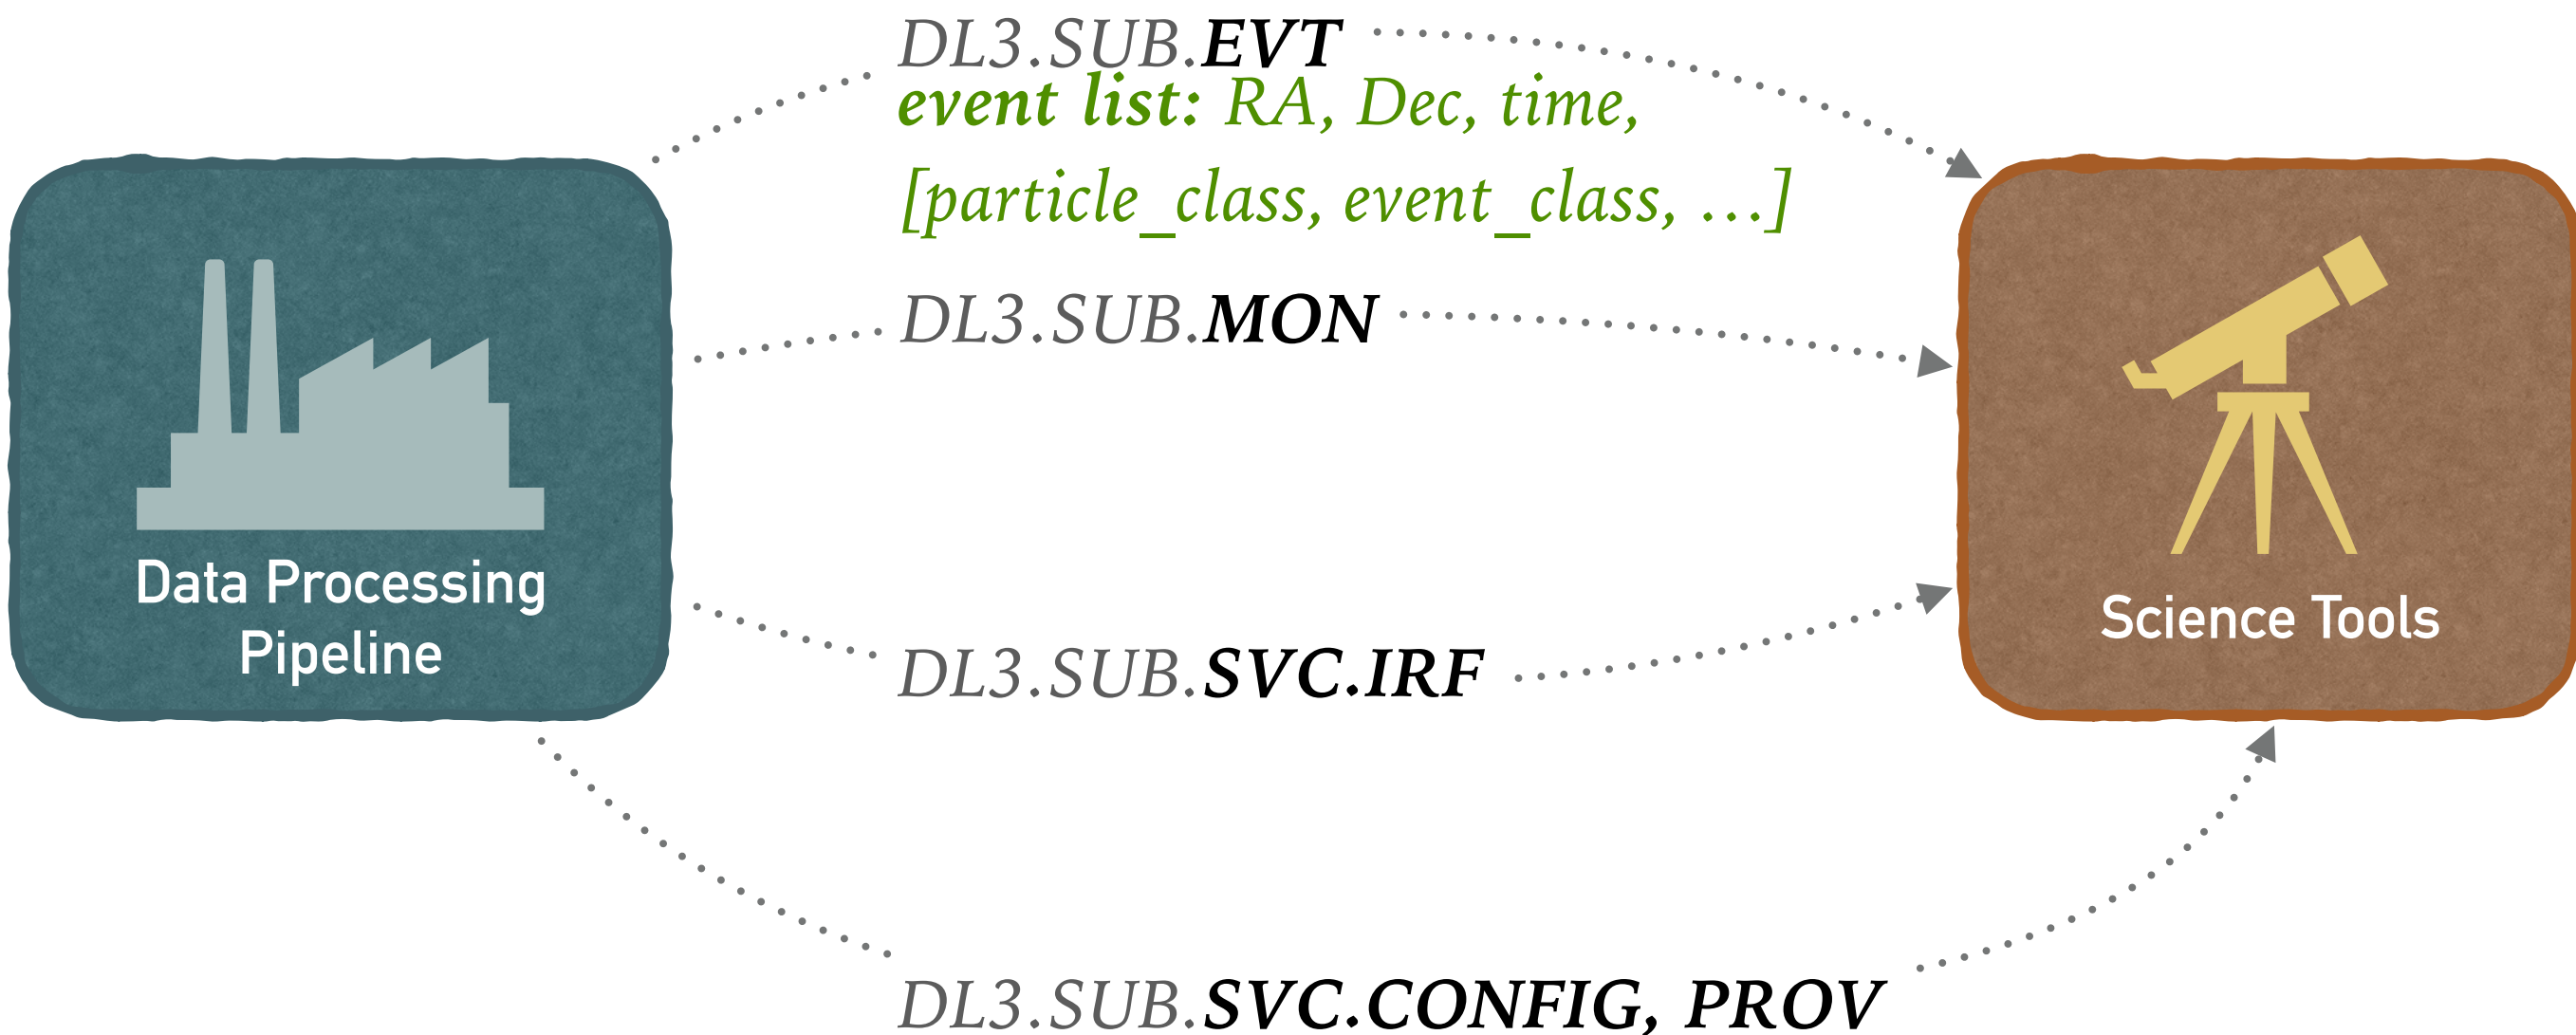 DL3.SUB.EVT
event list: RA, Dec, time,
[particle_class, event_class, …]
DL3.SUB.MON
Data Processing
Pipeline
Science Tools
DL3.SUB.SVC.IRF
DL3.SUB.SVC.CONFIG, PROV